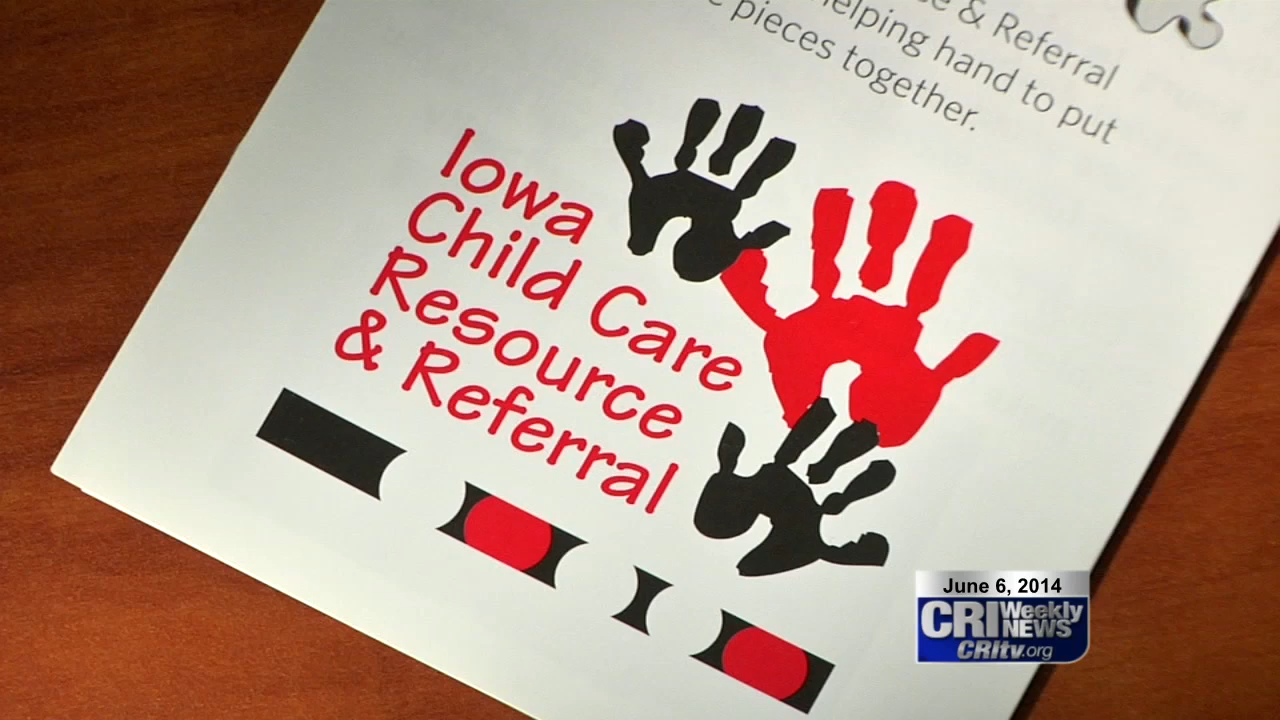 & Referral
helping hand to put
pieces together.
Iowa
Child Care
Resource
& Referral
June 6, 2014
CRI Weekly
NEWS
CRItv.org